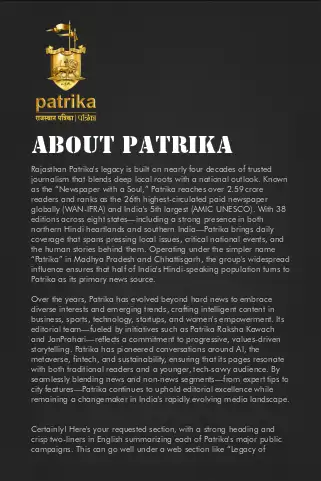 patrika
राजस्थान पत्रिका | पत्रिका
ABOUT PATRIKA
Rajasthan Patrika's legacy is built on nearly four decades of trusted
journalism that blends deep local roots with a national outlook. Known
as the "Newspaper with a Soul," Patrika reaches over 2.59 crore
readers and ranks as the 26th highest-circulated paid newspaper
globally (WAN-IFRA) and India's 5th largest (AMIC UNESCO). With 38
editions across eight states—including a strong presence in both
northern Hindi heartlands and southern India—Patrika brings daily
coverage that spans pressing local issues, critical national events, and
the human stories behind them. Operating under the simpler name
"Patrika" in Madhya Pradesh and Chhattisgarh, the group's widespread
influence ensures that half of India's Hindi-speaking population turns to
Patrika as its primary news source.
Over the years, Patrika has evolved beyond hard news to embrace
diverse interests and emerging trends, crafting intelligent content in
business, sports, technology, startups, and women's empowerment. Its
editorial team—fueled by initiatives such as Patrika Raksha Kawach
and JanPrahari—reflects a commitment to progressive, values-driven
storytelling. Patrika has pioneered conversations around AI, the
metaverse, fintech, and sustainability, ensuring that its pages resonate
with both traditional readers and a younger, tech-savvy audience. By
seamlessly blending news and non-news segments—from expert tips to
city features—Patrika continues to uphold editorial excellence while
remaining a changemaker in India's rapidly evolving media landscape.
Certainly! Here's your requested section, with a strong heading and
crisp two-liners in English summarizing each of Patrika's major public
campaigns. This can go well under a web section like "Legacy of